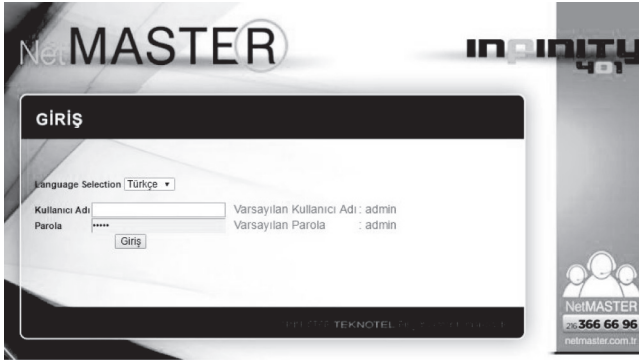 NetMASTER
INFINITY
401
GİRİŞ
Language Selection Türkçe
Kullanıcı Adı Varsayılan Kullanıcı Adı : admin
Parola ••••• Varsayılan Parola : admin
Giriş
TEKNOTEL
NetMASTER
216 366 66 96
netmaster.com.tr